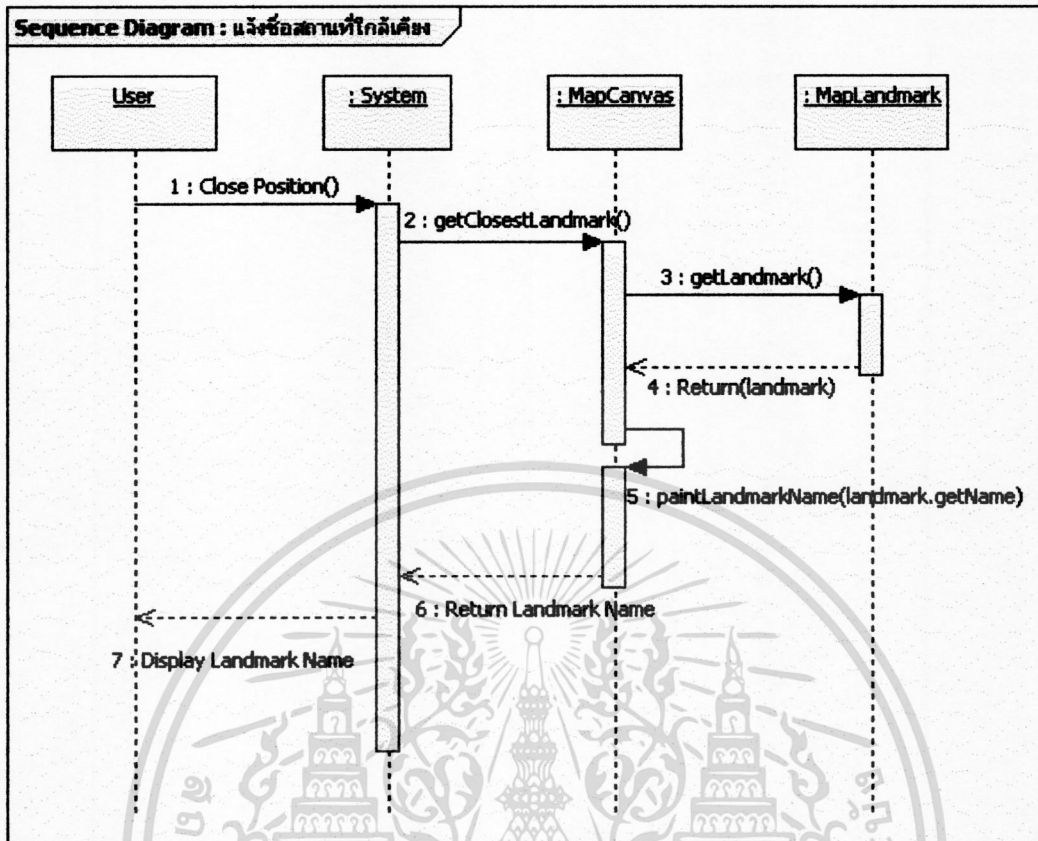 Sequence Diagram : แจ้งชื่อสถานที่ใกล้เคียง
User
: System
: MapCanvas
: MapLandmark
1 : Close Position()
2 : getClosestLandmark()
3 : getLandmark()
4 : Return(landmark)
5 : paintLandmarkName(landmark.getName)
6 : Return Landmark Name
7 : Display Landmark Name